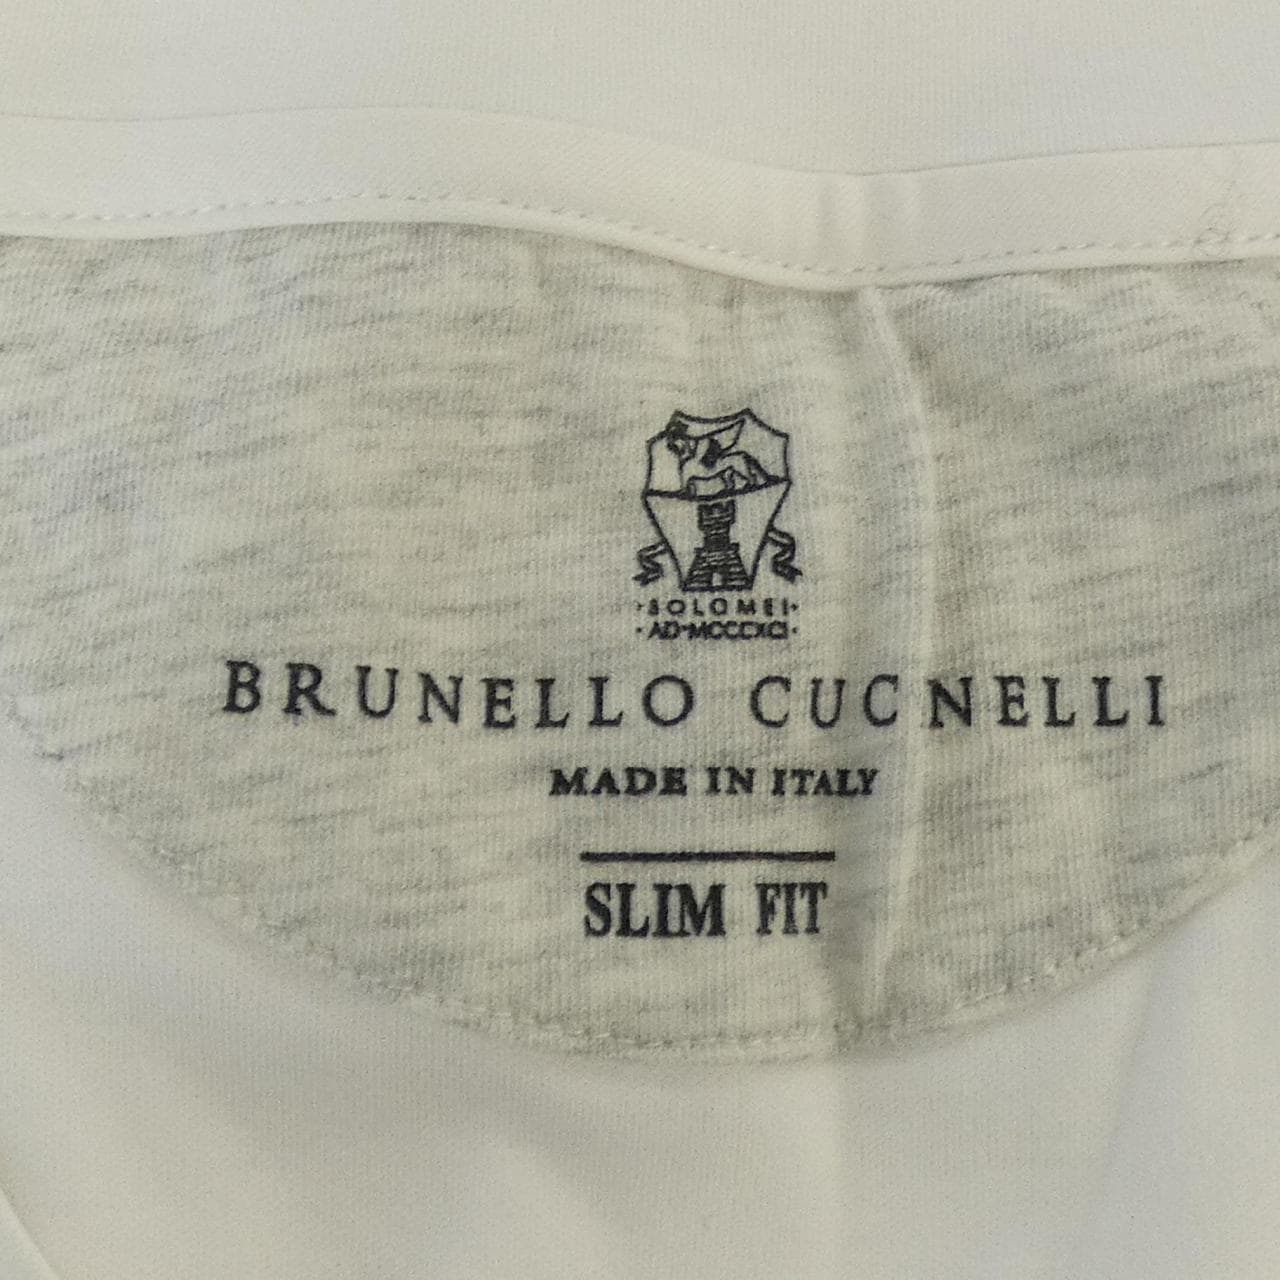 ·SOLOMEI·
·AD·MCCCXCI·
BRUNELLO CUCNELLI
MADE IN ITALY
SLIM FIT